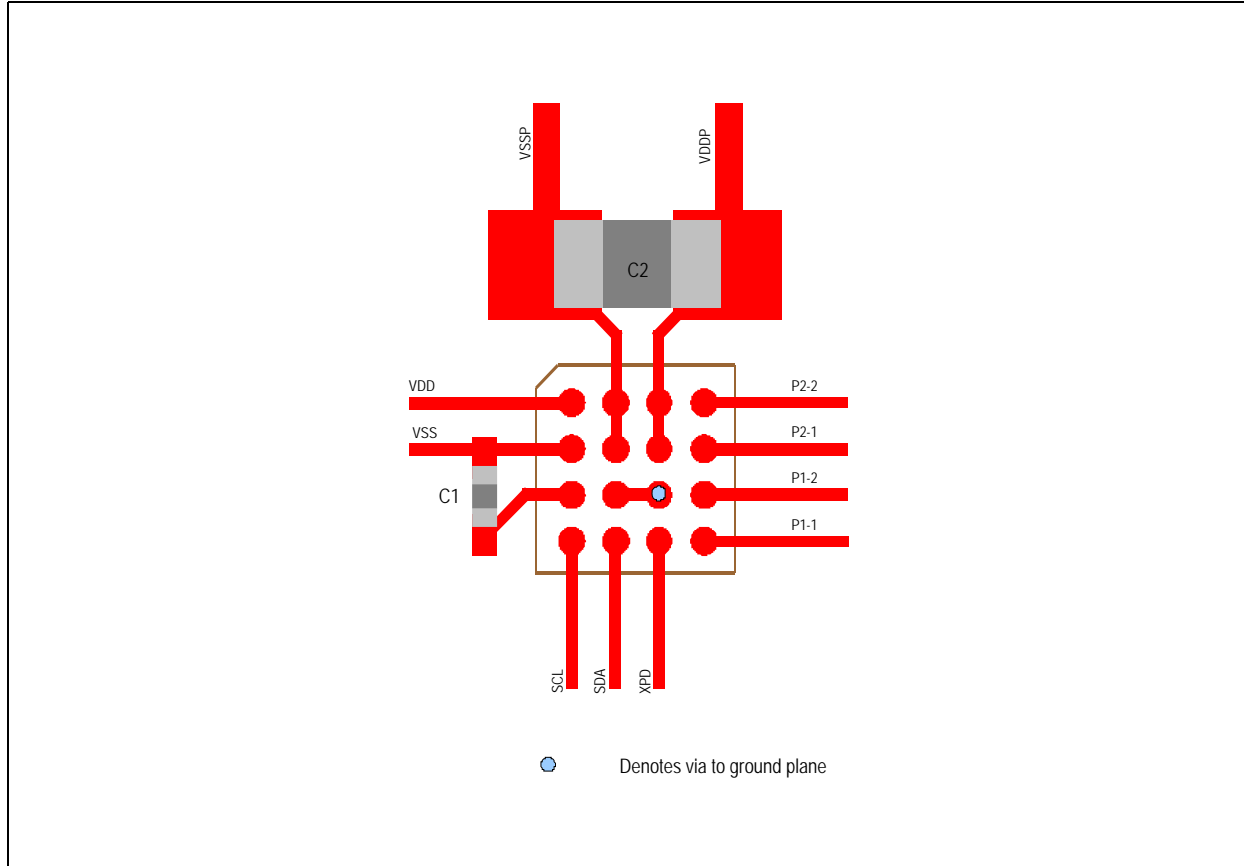 VSSP
VDDP
C2
VDD
P2-2
VSS
P2-1
C1
P1-2
P1-1
SCL
SDA
XPD
Denotes via to ground plane